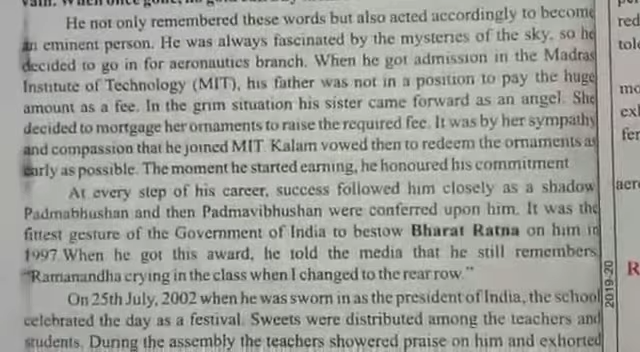 He not only remembered these words but also acted accordingly to become
an eminent person. He was always fascinated by the mysteries of the sky, so he
decided to go in for aeronautics branch. When he got admission in the Madras
Institute of Technology (MIT), his father was not in a position to pay the huge
amount as a fee. In the grim situation his sister came forward as an angel. She
decided to mortgage her ornaments to raise the required fee. It was by her sympathy
and compassion that he joined MIT. Kalam vowed then to redeem the ornaments as
early as possible. The moment he started earning, he honoured his commitment
At every step of his career, success followed him closely as a shadow
Padmabhushan and then Padmavibhushan were conferred upon him. It was the
fittest gesture of the Government of India to bestow Bharat Ratna on him in
1997.When he got this award, he told the media that he still remembers
"Ramanandha crying in the class when I changed to the rear row."
On 25th July, 2002 when he was sworn in as the president of India, the school
celebrated the day as a festival. Sweets were distributed among the teachers and
students. During the assembly the teachers showered praise on him and exhorted
2019-20
R